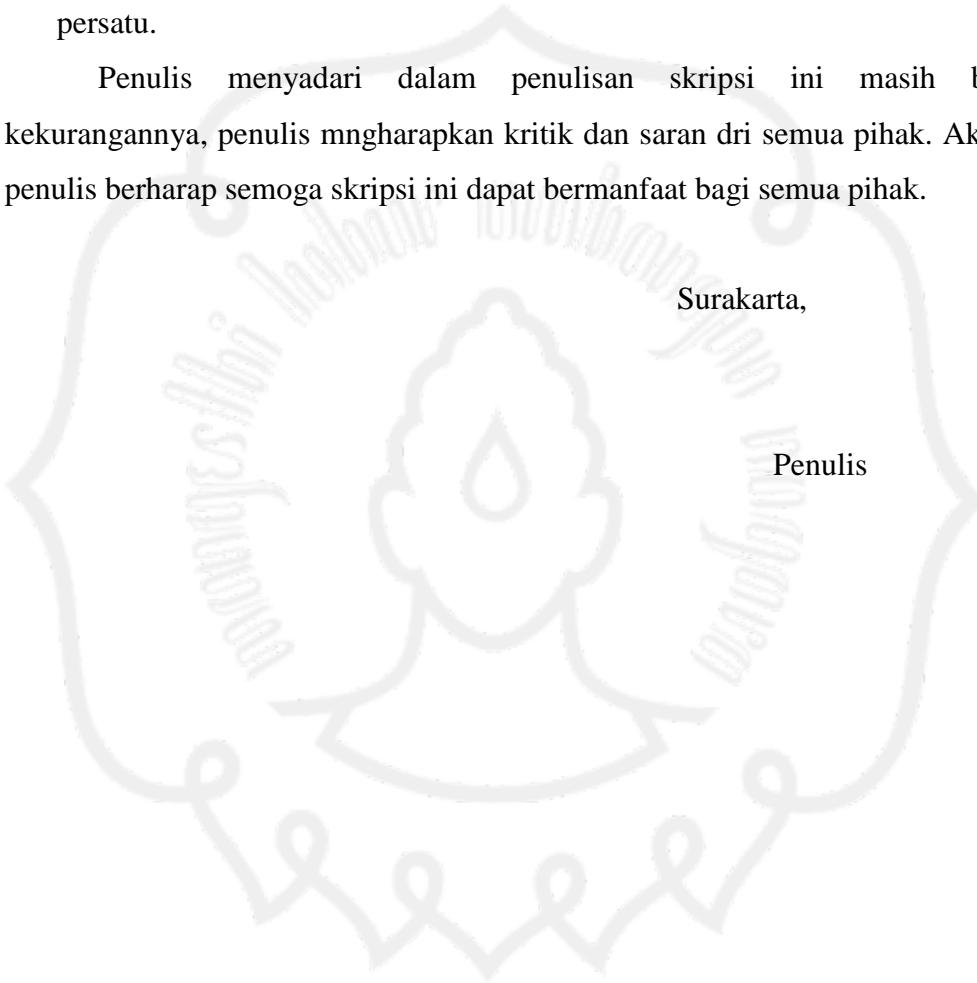 persatu.
Penulis menyadari dalam penulisan skripsi ini masih b
kekurangannya, penulis mngharapkan kritik dan saran dri semua pihak. Ak
penulis berharap semoga skripsi ini dapat bermanfaat bagi semua pihak.
Surakarta,
Penulis